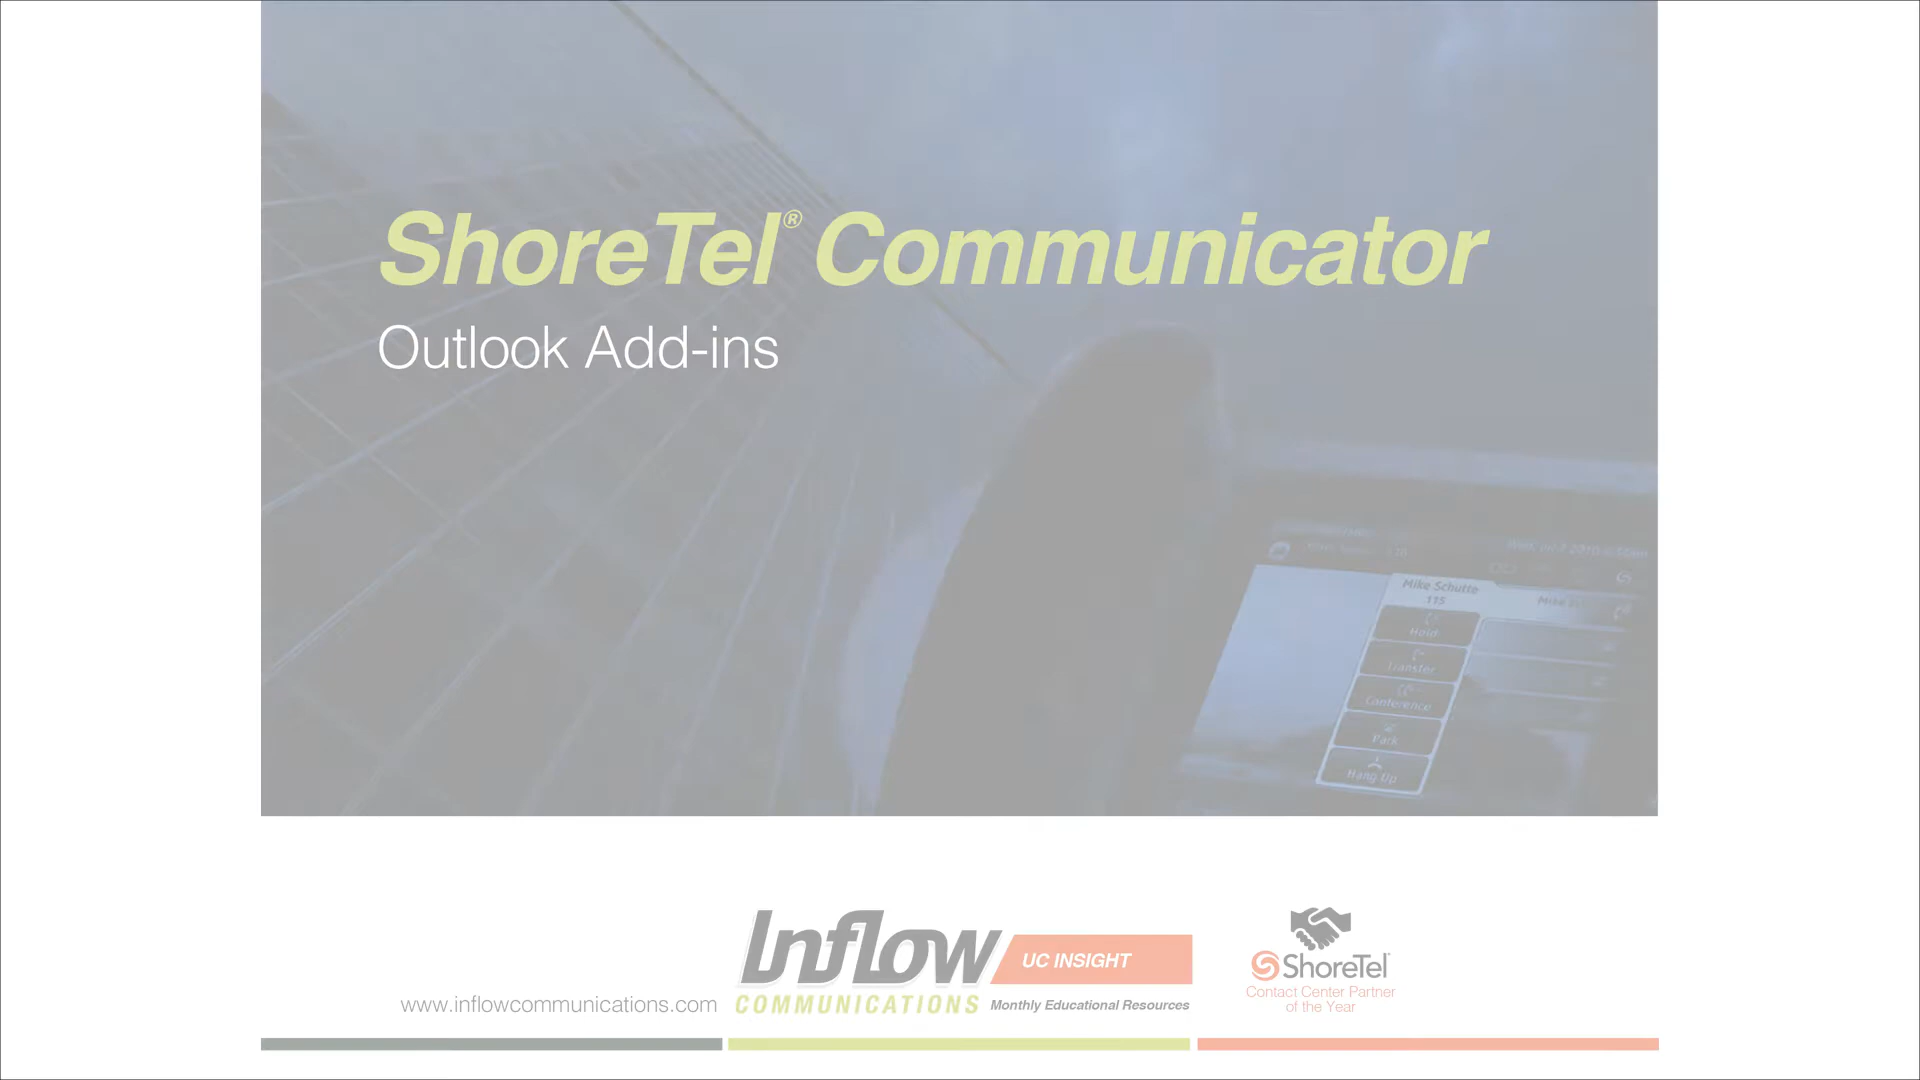 ShoreTel® Communicator
Outlook Add-ins
Mike Schutte
115
Hold
Transfer
Conference
Park
Hang Up
Inflow
COMMUNICATIONS
UC INSIGHT
Monthly Educational Resources
www.inflowcommunications.com
ShoreTel
Contact Center Partner
of the Year